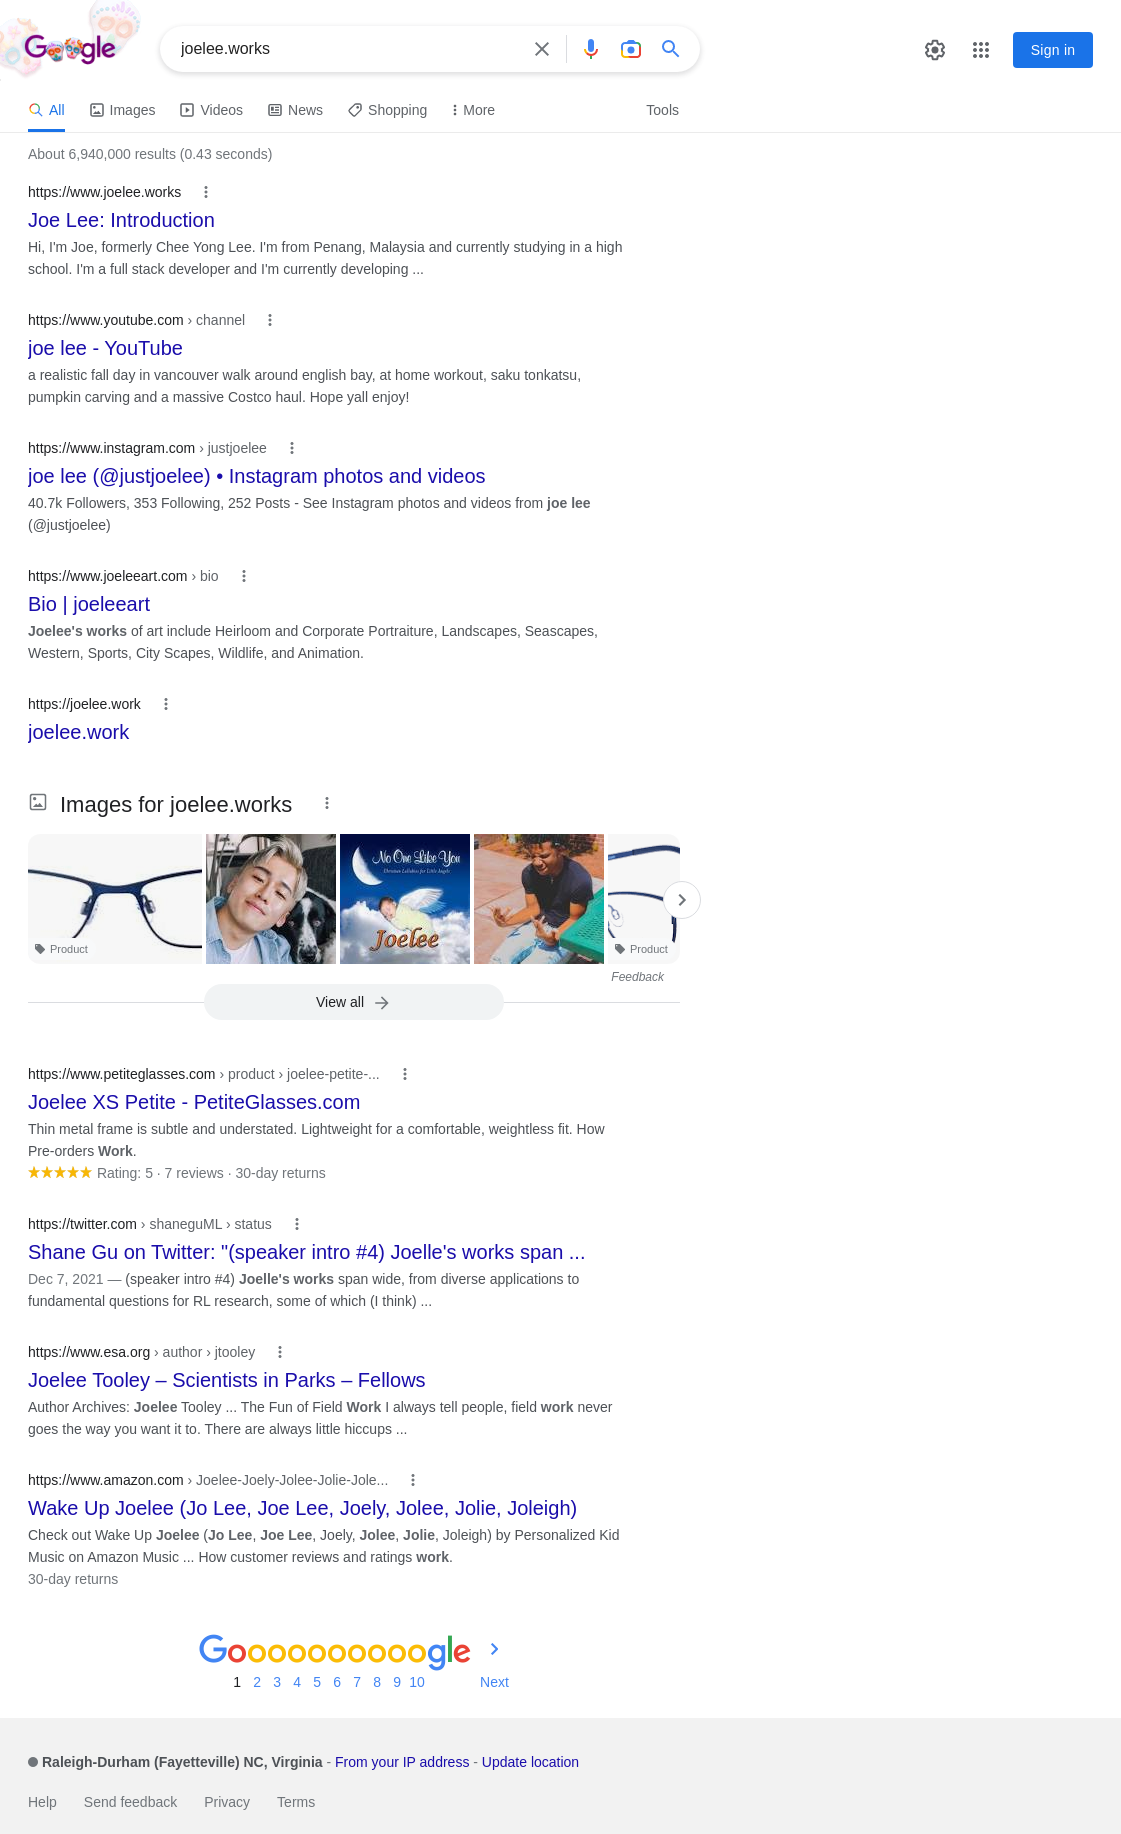 Google
joelee.works
Sign in
All Images Videos News Shopping More Tools
About 6,940,000 results (0.43 seconds)
https://www.joelee.works
Joe Lee: Introduction
Hi, I'm Joe, formerly Chee Yong Lee. I'm from Penang, Malaysia and currently studying in a high
school. I'm a full stack developer and I'm currently developing ...
https://www.youtube.com › channel
joe lee - YouTube
a realistic fall day in vancouver walk around english bay, at home workout, saku tonkatsu,
pumpkin carving and a massive Costco haul. Hope yall enjoy!
https://www.instagram.com › justjoelee
joe lee (@justjoelee) • Instagram photos and videos
40.7k Followers, 353 Following, 252 Posts - See Instagram photos and videos from joe lee
(@justjoelee)
https://www.joeleeart.com › bio
Bio | joeleeart
Joelee's works of art include Heirloom and Corporate Portraiture, Landscapes, Seascapes,
Western, Sports, City Scapes, Wildlife, and Animation.
https://joelee.work
joelee.work
Images for joelee.works
No One Like You
Christian Lullabies for Little Angels
Joelee
Product
Product
Feedback
View all
https://www.petiteglasses.com › product › joelee-petite-...
Joelee XS Petite - PetiteGlasses.com
Thin metal frame is subtle and understated. Lightweight for a comfortable, weightless fit. How
Pre-orders Work.
Rating: 5 · 7 reviews · 30-day returns
https://twitter.com › shaneguML › status
Shane Gu on Twitter: "(speaker intro #4) Joelle's works span ...
Dec 7, 2021 — (speaker intro #4) Joelle's works span wide, from diverse applications to
fundamental questions for RL research, some of which (I think) ...
https://www.esa.org › author › jtooley
Joelee Tooley – Scientists in Parks – Fellows
Author Archives: Joelee Tooley ... The Fun of Field Work I always tell people, field work never
goes the way you want it to. There are always little hiccups ...
https://www.amazon.com › Joelee-Joely-Jolee-Jolie-Jole...
Wake Up Joelee (Jo Lee, Joe Lee, Joely, Jolee, Jolie, Joleigh)
Check out Wake Up Joelee (Jo Lee, Joe Lee, Joely, Jolee, Jolie, Joleigh) by Personalized Kid
Music on Amazon Music ... How customer reviews and ratings work.
30-day returns
Goooooooooogle
1 2 3 4 5 6 7 8 9 10 Next
Raleigh-Durham (Fayetteville) NC, Virginia - From your IP address - Update location
Help Send feedback Privacy Terms